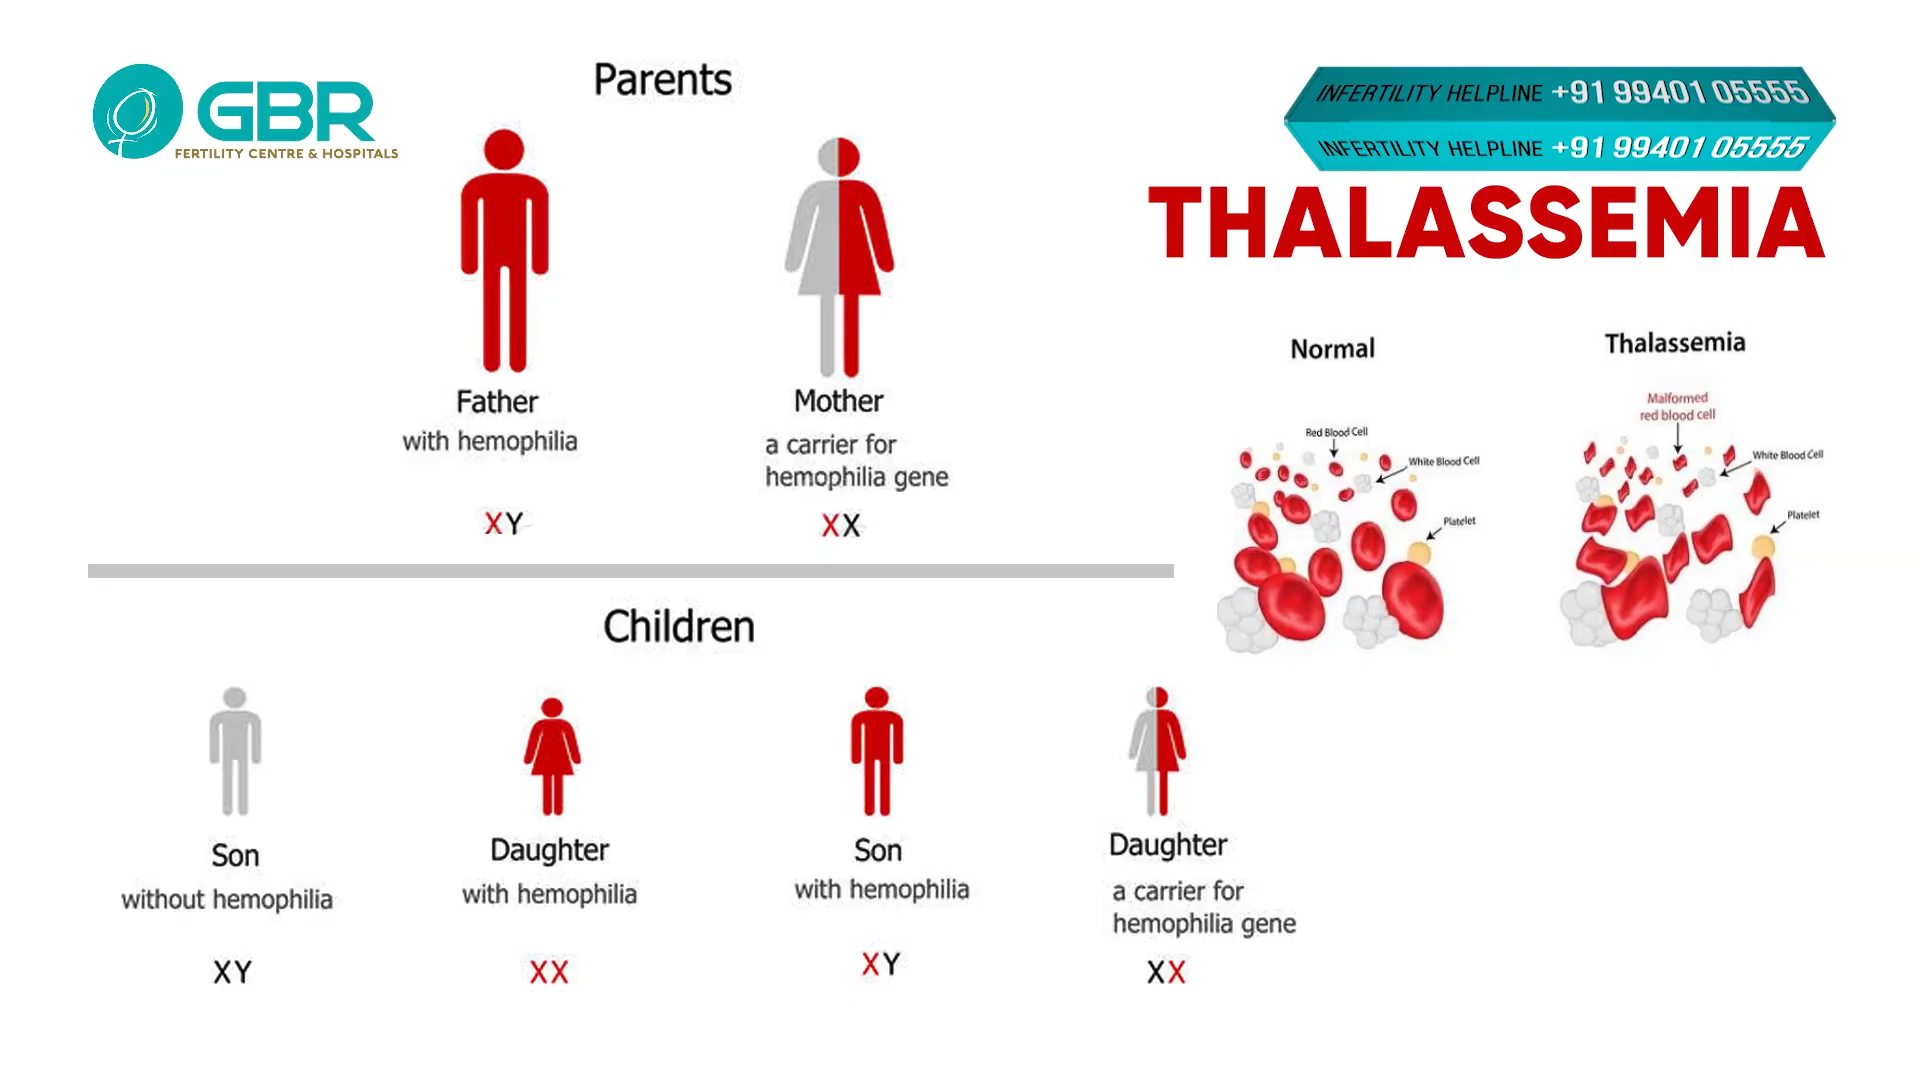 GBR
FERTILITY CENTRE & HOSPITALS
Parents
INFERTILITY HELPLINE +91 99401 05555
INFERTILITY HELPLINE +91 99401 05555
THALASSEMIA
Father
with hemophilia
XY
Mother
a carrier for
hemophilia gene
XX
Normal
Red Blood Cell
White Blood Cell
Platelet
Thalassemia
Malformed
red blood cell
White Blood Cell
Platelet
Children
Son
without hemophilia
XY
Daughter
with hemophilia
XX
Son
with hemophilia
XY
Daughter
a carrier for
hemophilia gene
XX